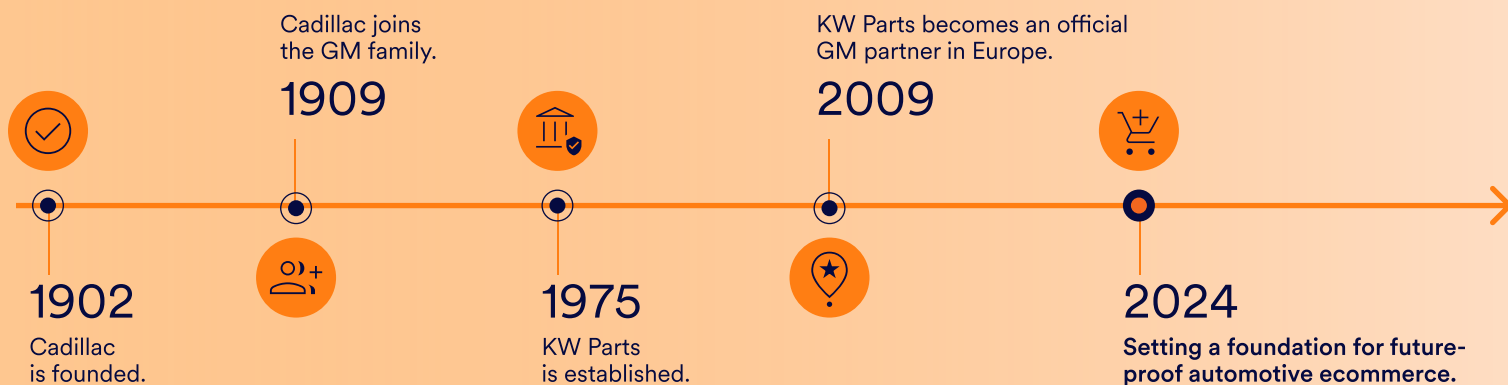 1902
Cadillac
is founded.
Cadillac joins
the GM family.
1909
1975
KW Parts
is established.
KW Parts becomes an official
GM partner in Europe.
2009
2024
Setting a foundation for future-
proof automotive ecommerce.